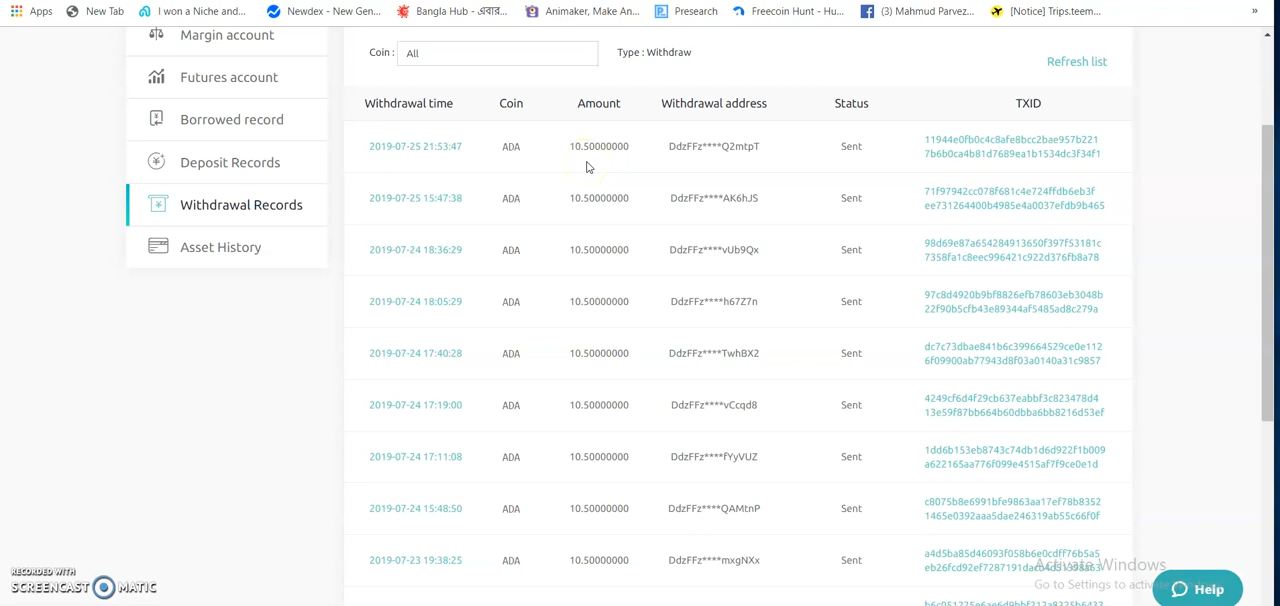 Apps New Tab I won a Niche and... Newdex - New Gen... Bangla Hub - এবার... Animaker, Make An... Presearch Freecoin Hunt - Hu... (3) Mahmud Parvez... [Notice] Trips.teem... »
Margin account
Futures account
Borrowed record
Deposit Records
Withdrawal Records
Asset History
Coin : All Type : Withdraw
Refresh list
Withdrawal time Coin Amount Withdrawal address Status TXID
2019-07-25 21:53:47 ADA 10.50000000 DdzFFz****Q2mtpT Sent 11944e0fb0c4c8afe8bcc2bae957b221
7b6b0ca4b81d7689ea1b1534dc3f34f1
2019-07-25 15:47:38 ADA 10.50000000 DdzFFz****AK6hJS Sent 71f97942cc078f681c4e724ffdb6eb3f
ee731264400b4985e4a0037efdb9b465
2019-07-24 18:36:29 ADA 10.50000000 DdzFFz****vUb9Qx Sent 98d69e87a654284913650f397f53181c
7358fa1c8eec996421c922d376fb8a78
2019-07-24 18:05:29 ADA 10.50000000 DdzFFz****h67Z7n Sent 97c8d4920b9bf8826efb78603eb3048b
22f90b5cfb43e89344af5485ad8c279a
2019-07-24 17:40:28 ADA 10.50000000 DdzFFz****TwhBX2 Sent dc7c73dbae841b6c399664529ce0e112
6f09900ab77943d8f03a0140a31c9857
2019-07-24 17:19:00 ADA 10.50000000 DdzFFz****vCcqd8 Sent 4249cf6d4f29cb637eabbf3c823478d4
13e59f87bb664b60dbba6bb8216d53ef
2019-07-24 17:11:08 ADA 10.50000000 DdzFFz****fYyVUZ Sent 1dd6b153eb8743c74db1d6d922f1b009
a622165aa776f099e4515af7f9ce0e1d
2019-07-24 15:48:50 ADA 10.50000000 DdzFFz****QAMtnP Sent c8075b8e6991bfe9863aa17ef78b8352
1465e0392aaa5dae246319ab55c66f0f
2019-07-23 19:38:25 ADA 10.50000000 DdzFFz****mxgNXx Sent a4d5ba85d46093f058b6e0cdff76b5a5
Activate Windows
Go to Settings to activate
Help
RECORDED WITH
SCREENCAST MATIC